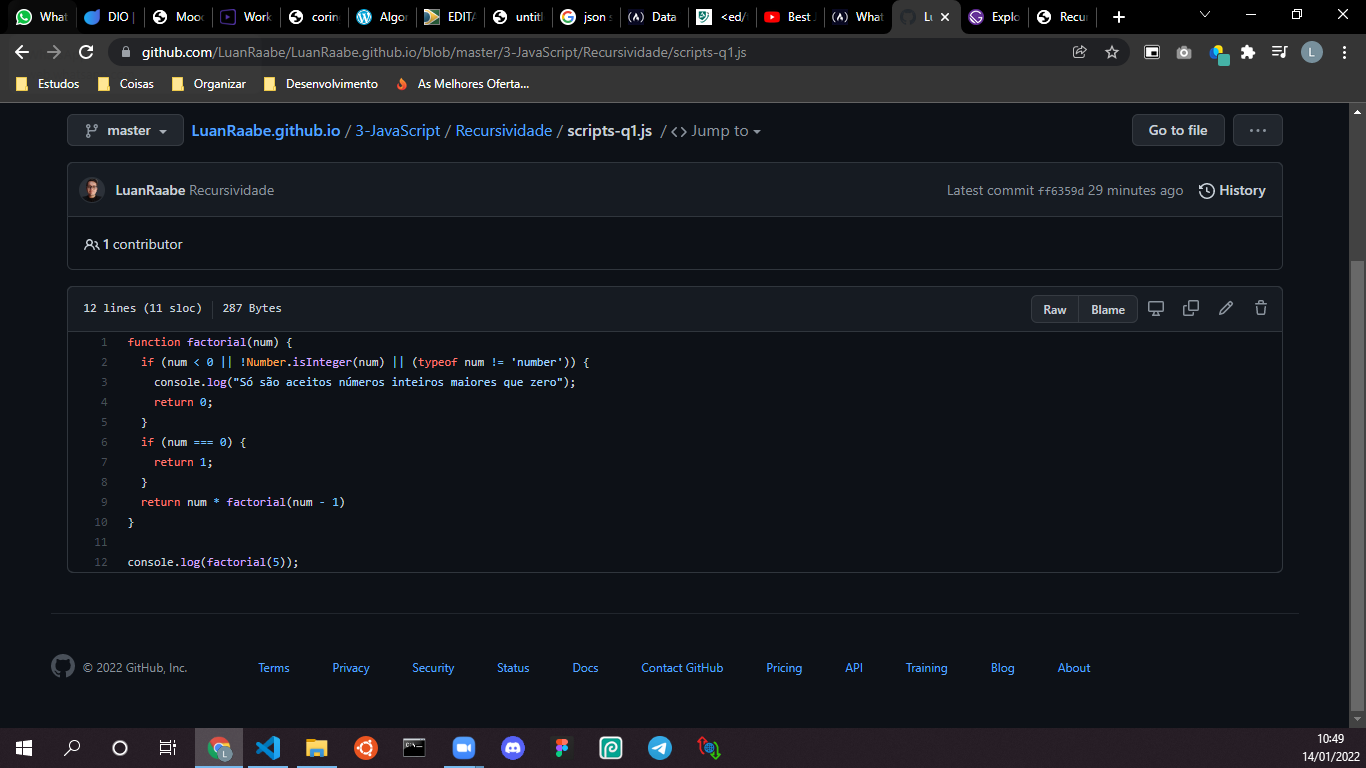 What
DIO |
Mood
Work
corin
Algor
EDITA
untitl
json s
Data
<ed/
Best J
What
Lu
Explo
Recur
github.com/LuanRaabe/LuanRaabe.github.io/blob/master/3-JavaScript/Recursividade/scripts-q1.js
L
Estudos
Coisas
Organizar
Desenvolvimento
As Melhores Oferta...
master
LuanRaabe.github.io / 3-JavaScript / Recursividade / scripts-q1.js / <> Jump to
Go to file
...
LuanRaabe Recursividade
Latest commit ff6359d 29 minutes ago
History
1 contributor
12 lines (11 sloc) | 287 Bytes
Raw
Blame
1 function factorial(num) {
2 if (num < 0 || !Number.isInteger(num) || (typeof num != 'number')) {
3 console.log("Só são aceitos números inteiros maiores que zero");
4 return 0;
5 }
6 if (num === 0) {
7 return 1;
8 }
9 return num * factorial(num - 1)
10 }
11
12 console.log(factorial(5));
© 2022 GitHub, Inc.
Terms
Privacy
Security
Status
Docs
Contact GitHub
Pricing
API
Training
Blog
About
10:49
14/01/2022